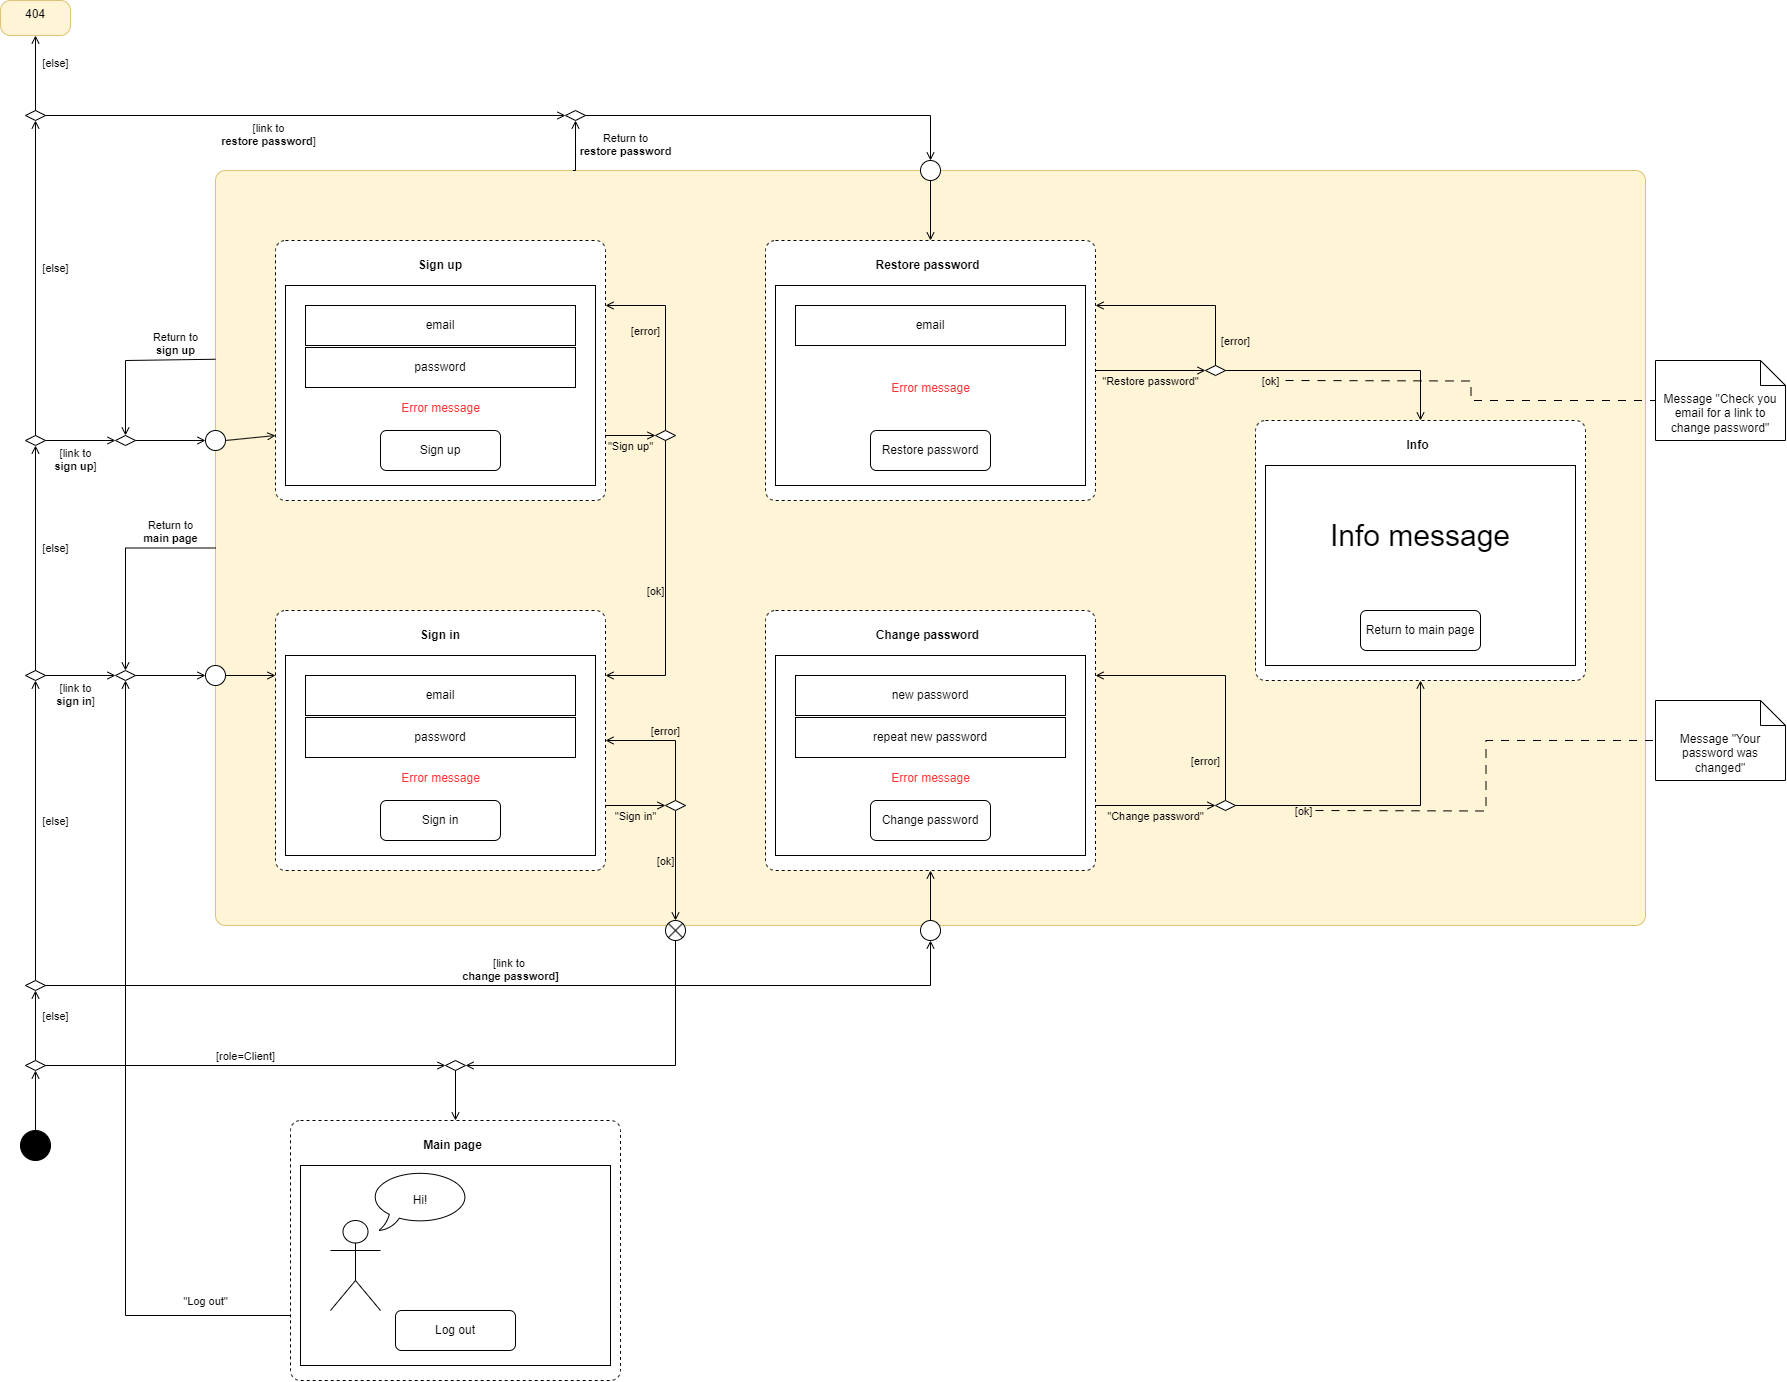 404
[else]
[link to
restore password]
Return to
restore password
[else]
Sign up
email
password
Error message
Sign up
[error]
"Sign up"
[ok]
Restore password
email
Error message
Restore password
[error]
"Restore password"
[ok]
Message "Check you
email for a link to
change password"
Return to
sign up
[link to
sign up]
Info
Info message
Return to main page
[else]
Return to
main page
[link to
sign in]
Sign in
email
password
Error message
Sign in
[error]
"Sign in"
[ok]
Change password
new password
repeat new password
Error message
Change password
[error]
"Change password"
[ok]
Message "Your
password was
changed"
[else]
[link to
change password]
[else]
[role=Client]
Main page
Hi!
Log out
"Log out"